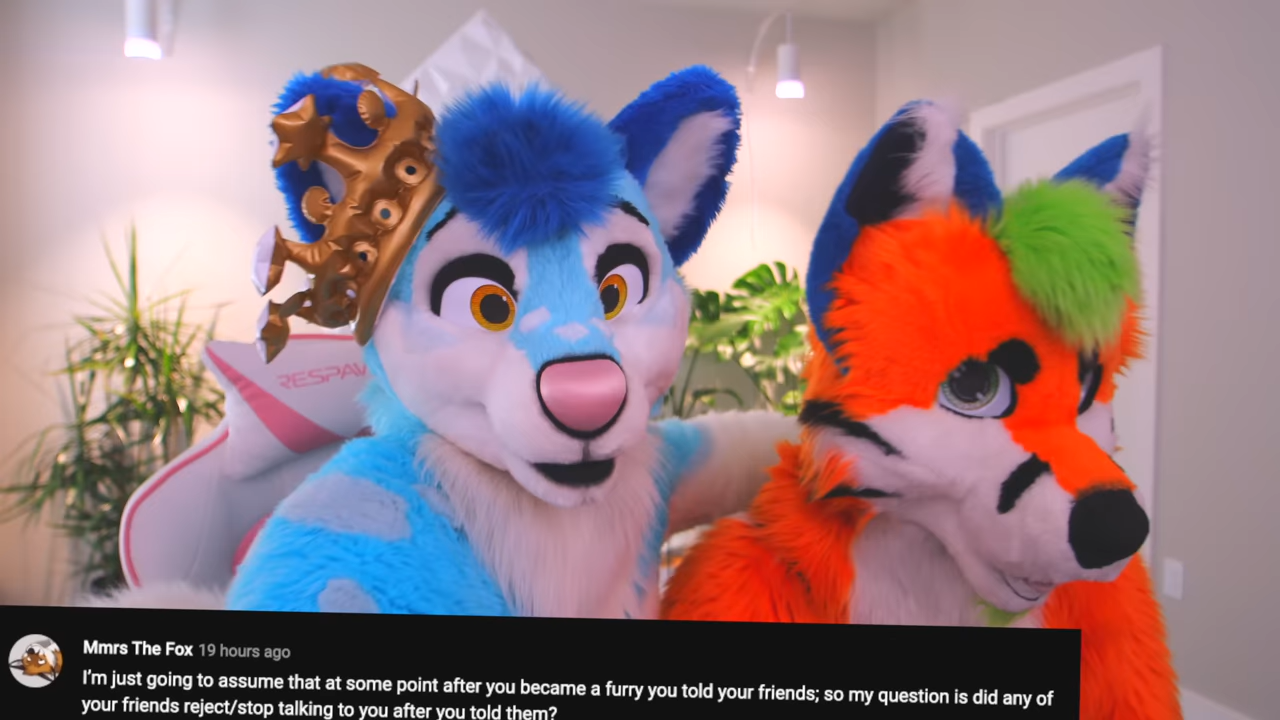 RESPAW
Mmrs The Fox 19 hours ago
I'm just going to assume that at some point after you became a furry you told your friends; so my question is did any of
your friends reject/stop talking to you after you told them?